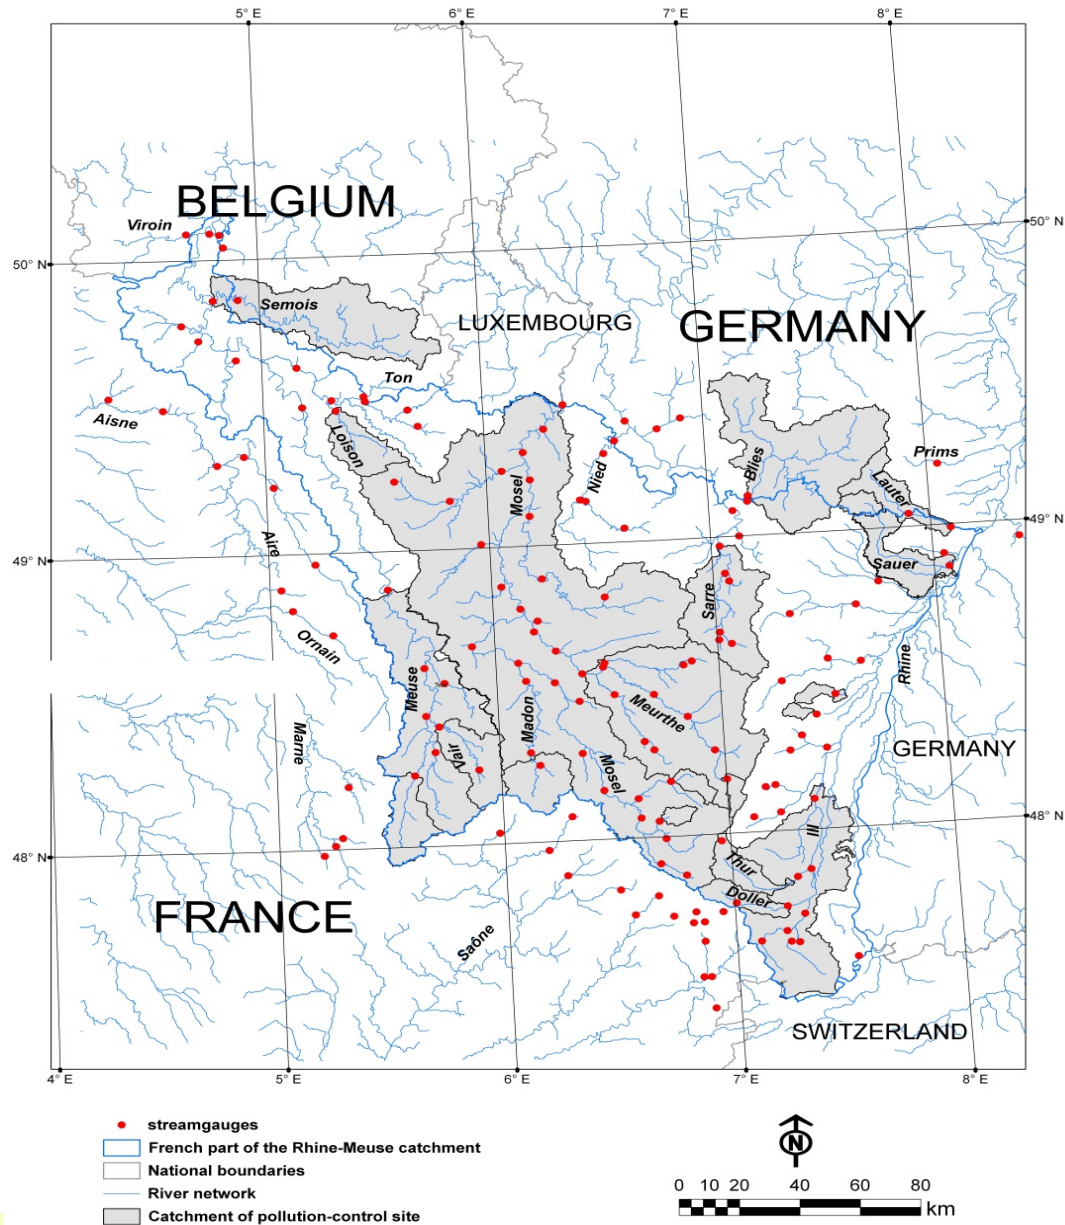 5° E
6° E
7° E
8° E
BELGIUM
Viroin
50° N
50° N
Semois
LUXEMBOURG
GERMANY
Ton
Aisne
Loison
Mosel
Nied
Blies
Prims
Lauter
49° N
49° N
Aire
Sauer
Sarre
Ornain
Rhine
Meuse
Madon
Meurthe
Marne
Vair
Mosel
GERMANY
48° N
48° N
Ill
Thur
Doller
FRANCE
Saône
SWITZERLAND
4° E
5° E
6° E
7° E
8° E
streamgauges
French part of the Rhine-Meuse catchment
National boundaries
River network
Catchment of pollution-control site
N
0 10 20 40 60 80
km